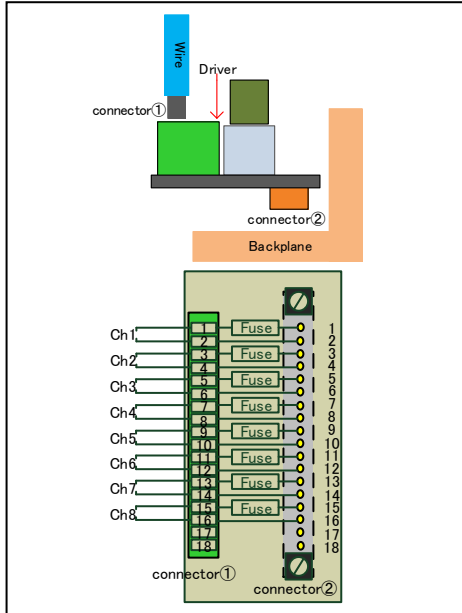 Wire
Driver
connector①
connector②
Backplane
1 Fuse 1
Ch1 2 2
3 Fuse 3
Ch2 4 4
5 Fuse 5
Ch3 6 6
7 Fuse 7
Ch4 8 8
9 Fuse 9
Ch5 10 10
11 Fuse 11
Ch6 12 12
13 Fuse 13
Ch7 14 14
15 Fuse 15
Ch8 16 16
17 17
18 18
connector①
connector②